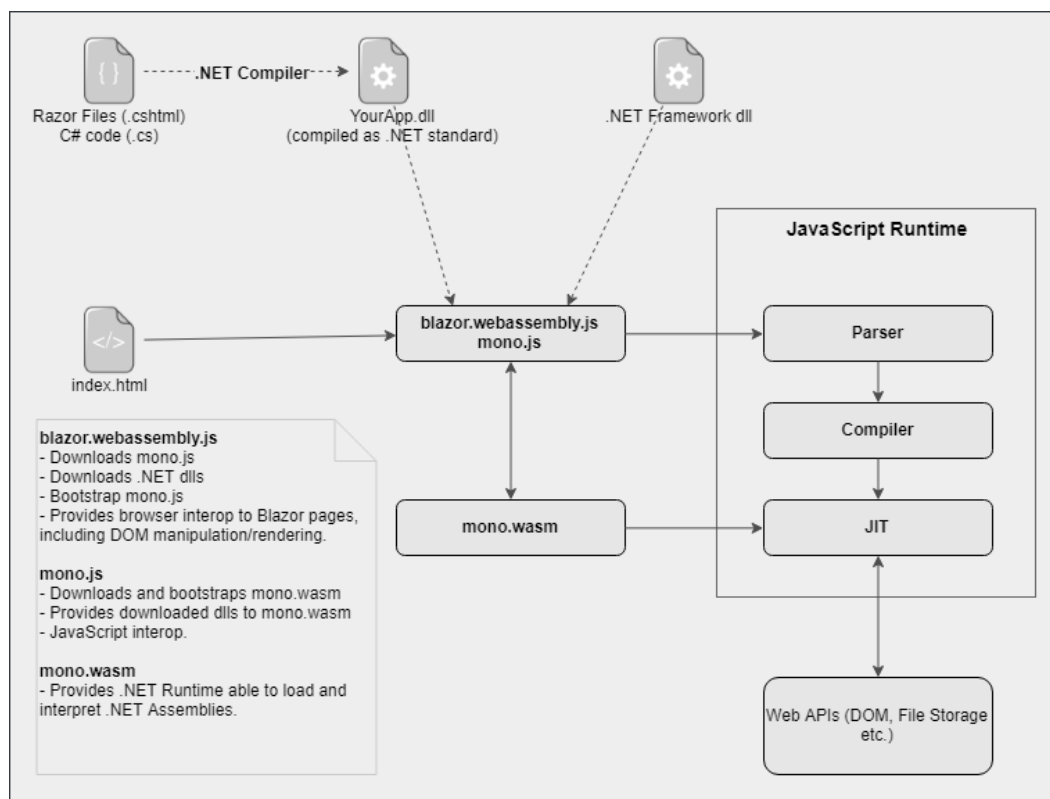 { }
.NET Compiler
Razor Files (.cshtml)
C# code (.cs)
YourApp.dll
(compiled as .NET standard)
.NET Framework dll
JavaScript Runtime
</>
index.html
blazor.webassembly.js
mono.js
Parser
Compiler
mono.wasm
JIT
Web APIs (DOM, File Storage
etc.)
blazor.webassembly.js
- Downloads mono.js
- Downloads .NET dlls
- Bootstrap mono.js
- Provides browser interop to Blazor pages,
including DOM manipulation/rendering.
mono.js
- Downloads and bootstraps mono.wasm
- Provides downloaded dlls to mono.wasm
- JavaScript interop.
mono.wasm
- Provides .NET Runtime able to load and
interpret .NET Assemblies.